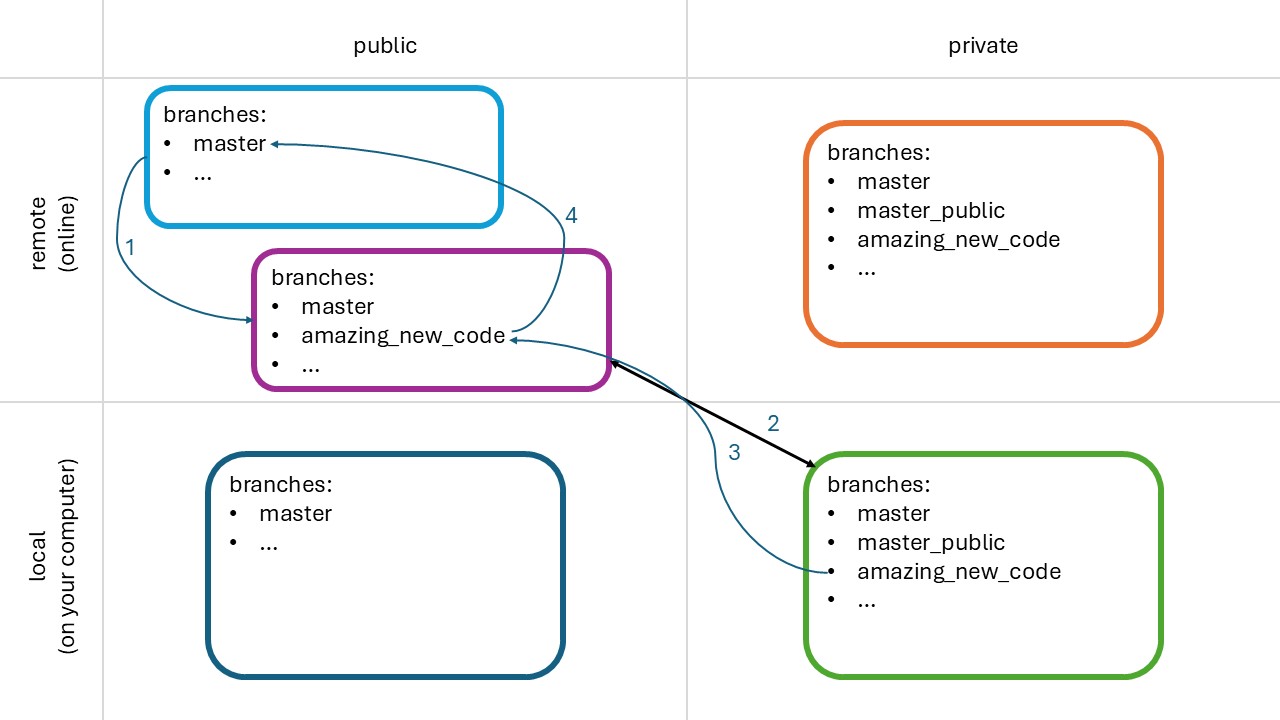 public
private
remote
(online)
branches:
• master
• ...
1
4
branches:
• master
• amazing_new_code
• ...
branches:
• master
• master_public
• amazing_new_code
• ...
2
3
local
(on your computer)
branches:
• master
• ...
branches:
• master
• master_public
• amazing_new_code
• ...